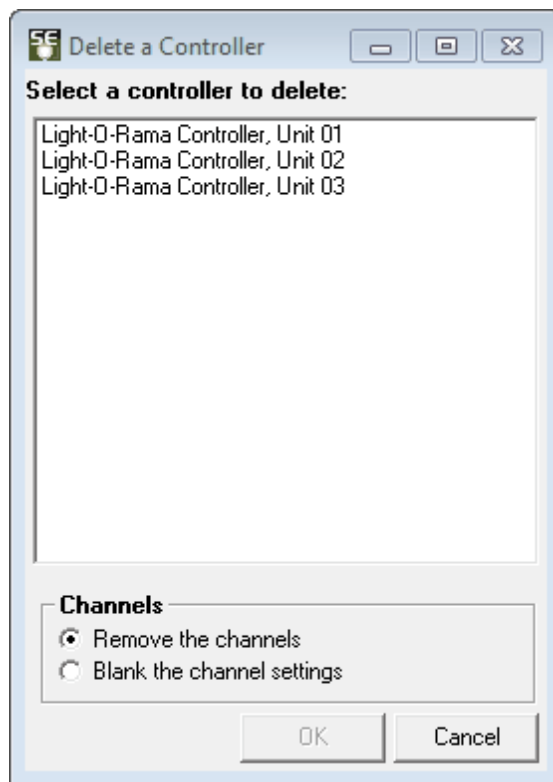 SE Delete a Controller
Select a controller to delete:
Light-O-Rama Controller, Unit 01
Light-O-Rama Controller, Unit 02
Light-O-Rama Controller, Unit 03
Channels
Remove the channels
Blank the channel settings
OK Cancel